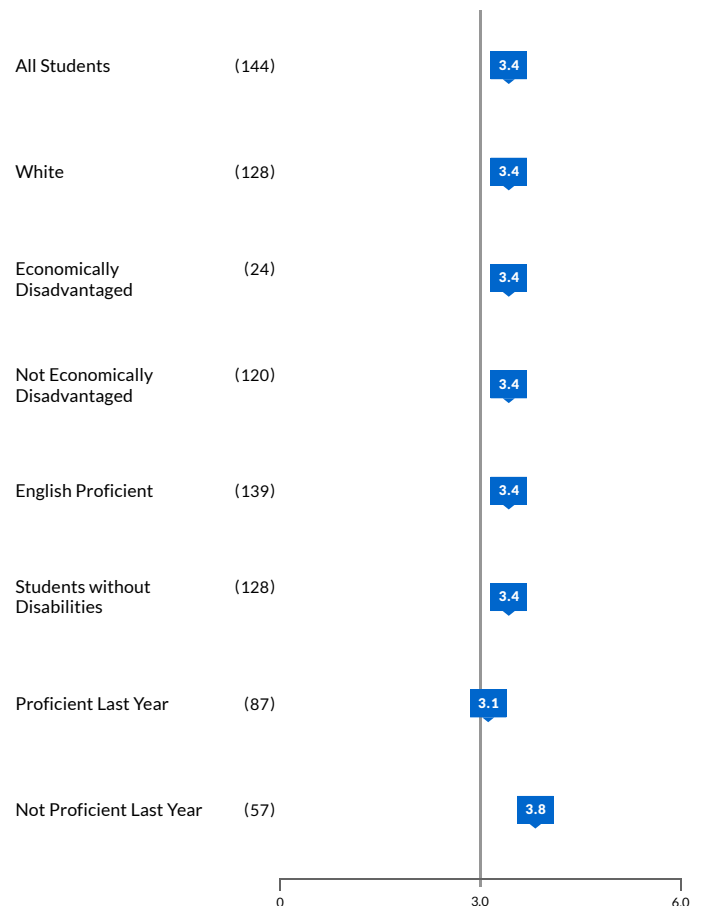 All Students (144) 3.4
White (128) 3.4
Economically (24) 3.4
Disadvantaged
Not Economically (120) 3.4
Disadvantaged
English Proficient (139) 3.4
Students without (128) 3.4
Disabilities
Proficient Last Year (87) 3.1
Not Proficient Last Year (57) 3.8
0 3.0 6.0